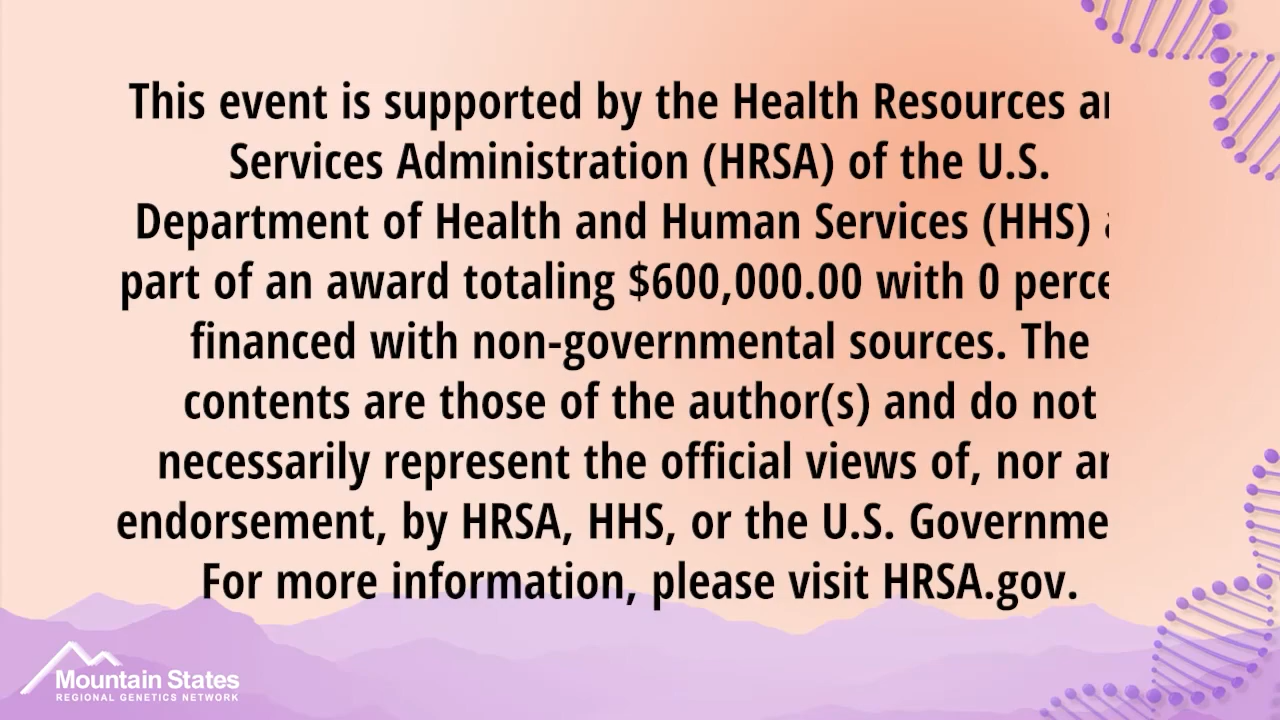 This event is supported by the Health Resources
Services Administration (HRSA) of the U.S.
Department of Health and Human Services (HHS)
part of an award totaling $600,000.00 with 0
financed with non-governmental sources. The
contents are those of the author(s) and do not
necessarily represent the official views of, nor
endorsement, by HRSA, HHS, or the U.S.
For more information, please visit HRSA.gov.
Mountain States
REGIONAL GENETICS NETWORK